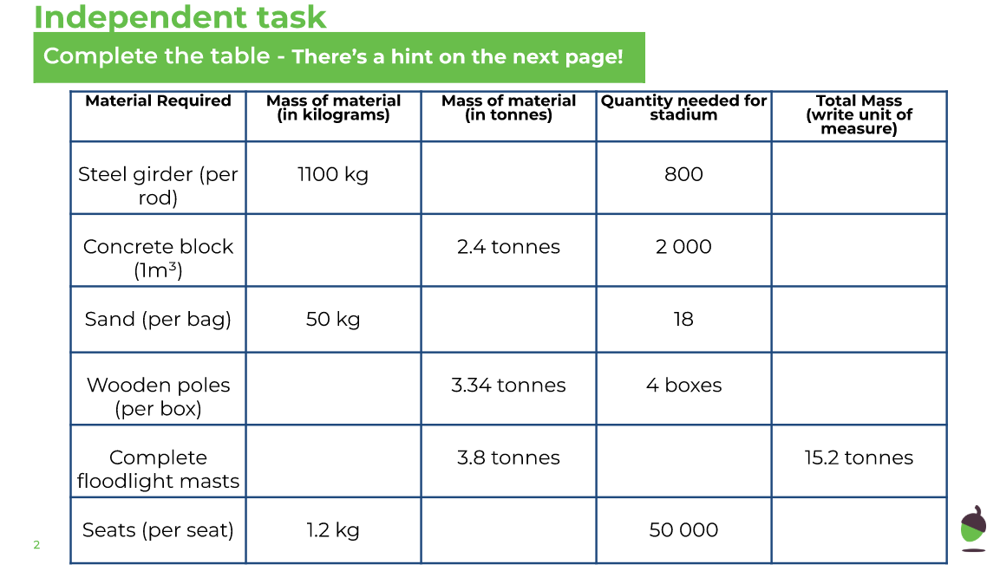 Independent task
Complete the table - There’s a hint on the next page!
Material Required
Mass of material
(in kilograms)
Mass of material
(in tonnes)
Quantity needed for
stadium
Total Mass
(write unit of
measure)
Steel girder (per
rod)
1100 kg
800
Concrete block
(1m³)
2.4 tonnes
2 000
Sand (per bag)
50 kg
18
Wooden poles
(per box)
3.34 tonnes
4 boxes
Complete
floodlight masts
3.8 tonnes
15.2 tonnes
Seats (per seat)
1.2 kg
50 000
2